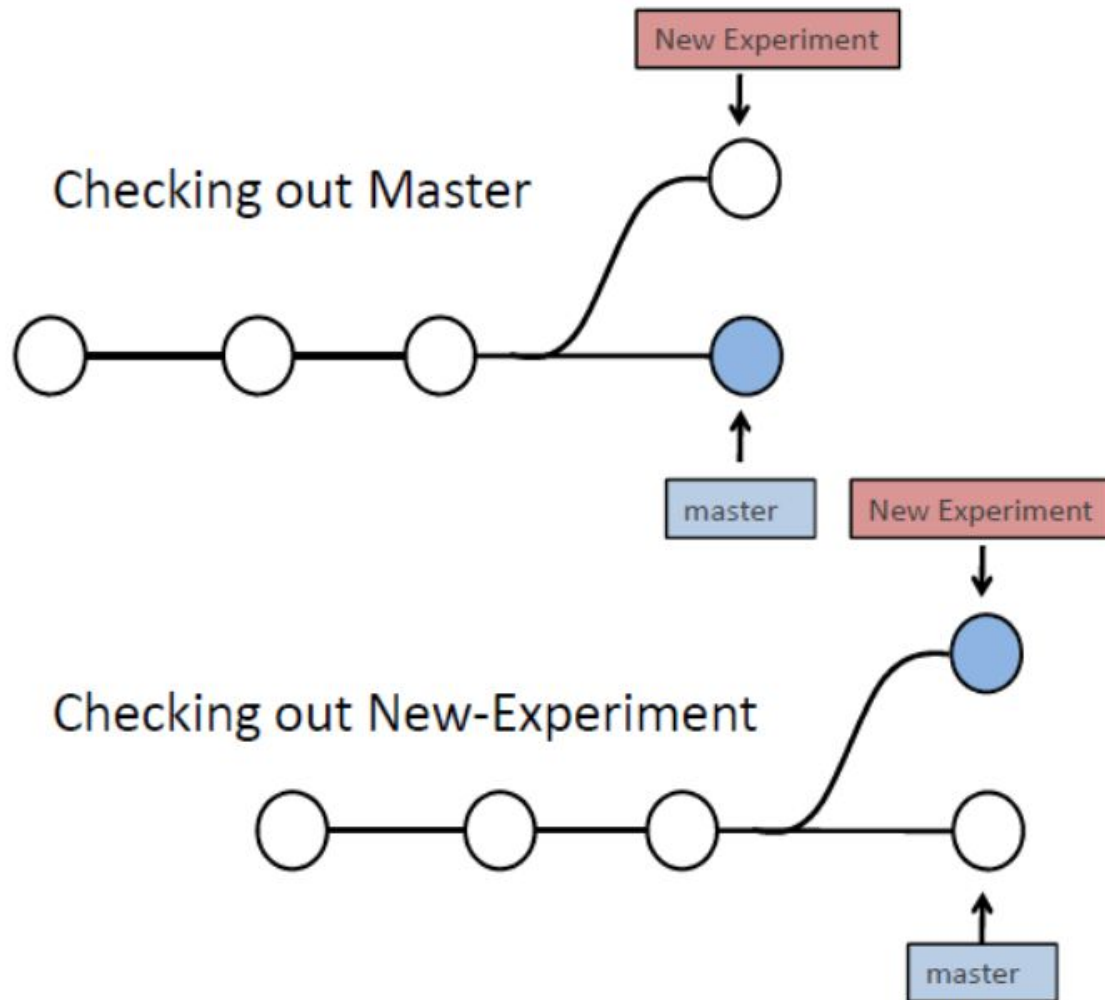 New Experiment
Checking out Master
master
New Experiment
Checking out New-Experiment
master